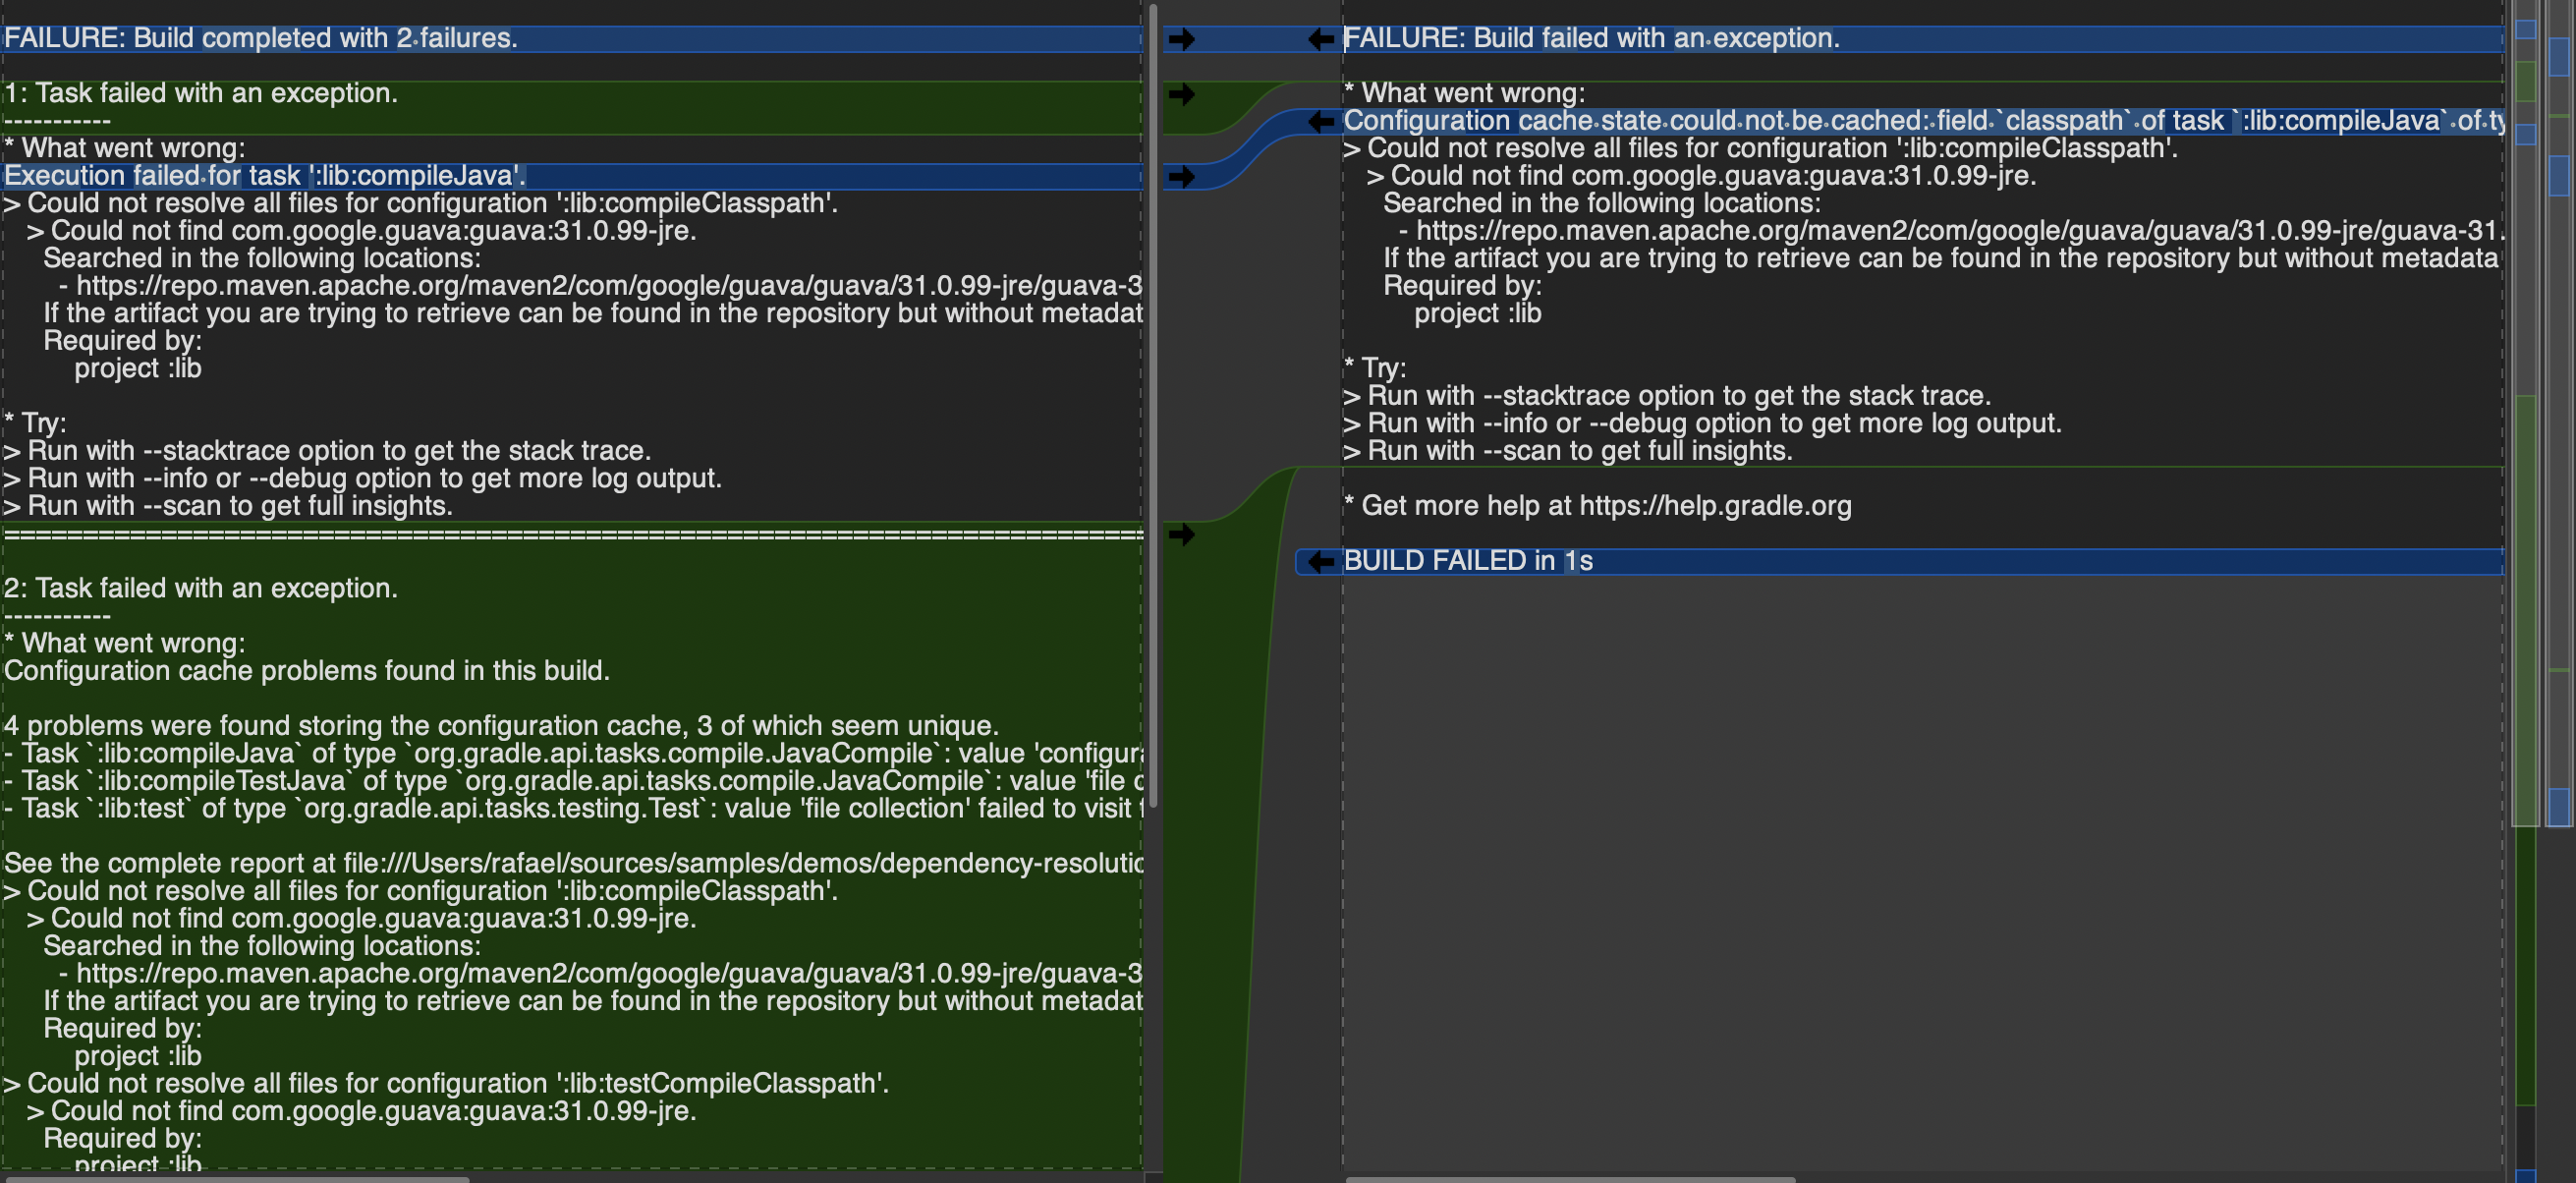 FAILURE: Build completed with 2 failures.
1: Task failed with an exception.
-----------
* What went wrong:
Execution failed for task ':lib:compileJava'.
> Could not resolve all files for configuration ':lib:compileClasspath'.
> Could not find com.google.guava:guava:31.0.99-jre.
Searched in the following locations:
- https://repo.maven.apache.org/maven2/com/google/guava/guava/31.0.99-jre/guava-3
If the artifact you are trying to retrieve can be found in the repository but without metadat
Required by:
project :lib
* Try:
> Run with --stacktrace option to get the stack trace.
> Run with --info or --debug option to get more log output.
> Run with --scan to get full insights.
==============================================================================
2: Task failed with an exception.
-----------
* What went wrong:
Configuration cache problems found in this build.
4 problems were found storing the configuration cache, 3 of which seem unique.
- Task `:lib:compileJava` of type `org.gradle.api.tasks.compile.JavaCompile`: value 'configura
- Task `:lib:compileTestJava` of type `org.gradle.api.tasks.compile.JavaCompile`: value 'file c
- Task `:lib:test` of type `org.gradle.api.tasks.testing.Test`: value 'file collection' failed to visit f
See the complete report at file:///Users/rafael/sources/samples/demos/dependency-resolutio
> Could not resolve all files for configuration ':lib:compileClasspath'.
> Could not find com.google.guava:guava:31.0.99-jre.
Searched in the following locations:
- https://repo.maven.apache.org/maven2/com/google/guava/guava/31.0.99-jre/guava-3
If the artifact you are trying to retrieve can be found in the repository but without metadat
Required by:
project :lib
> Could not resolve all files for configuration ':lib:testCompileClasspath'.
> Could not find com.google.guava:guava:31.0.99-jre.
Required by:
project :lib
FAILURE: Build failed with an exception.
* What went wrong:
Configuration cache state could not be cached: field `classpath` of task `:lib:compileJava` of ty
> Could not resolve all files for configuration ':lib:compileClasspath'.
> Could not find com.google.guava:guava:31.0.99-jre.
Searched in the following locations:
- https://repo.maven.apache.org/maven2/com/google/guava/guava/31.0.99-jre/guava-31.
If the artifact you are trying to retrieve can be found in the repository but without metadata
Required by:
project :lib
* Try:
> Run with --stacktrace option to get the stack trace.
> Run with --info or --debug option to get more log output.
> Run with --scan to get full insights.
* Get more help at https://help.gradle.org
BUILD FAILED in 1s